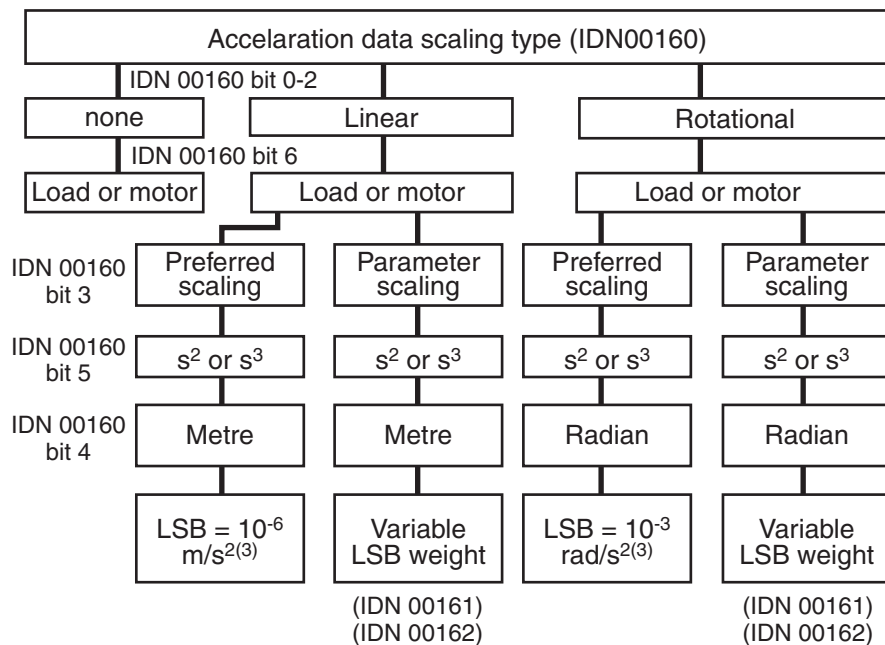 Accelaration data scaling type (IDN00160)
IDN 00160 bit 0-2
none
Linear
Rotational
IDN 00160 bit 6
Load or motor
Load or motor
Load or motor
IDN 00160
bit 3
Preferred
scaling
Parameter
scaling
Preferred
scaling
Parameter
scaling
IDN 00160
bit 5
s² or s³
s² or s³
s² or s³
s² or s³
IDN 00160
bit 4
Metre
Metre
Radian
Radian
LSB = 10⁻⁶
m/s²⁽³⁾
Variable
LSB weight
LSB = 10⁻³
rad/s²⁽³⁾
Variable
LSB weight
(IDN 00161)
(IDN 00162)
(IDN 00161)
(IDN 00162)